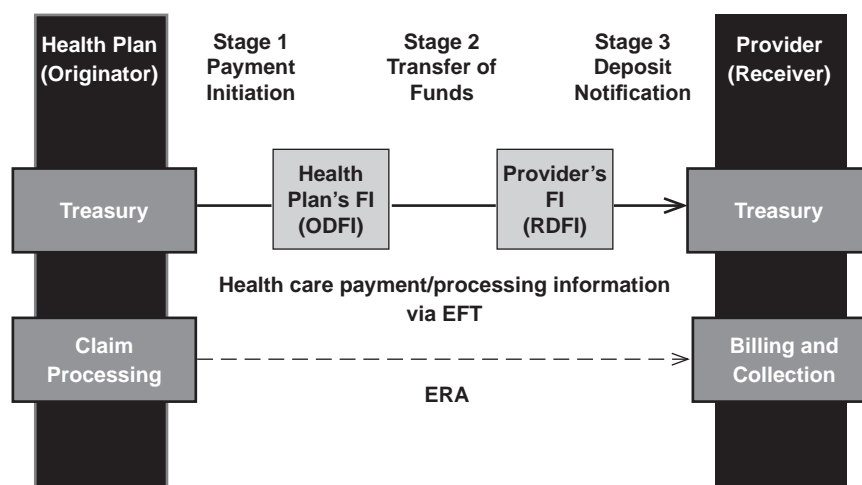 Health Plan
(Originator)
Stage 1
Payment
Initiation
Stage 2
Transfer of
Funds
Stage 3
Deposit
Notification
Provider
(Receiver)
Treasury
Health
Plan’s FI
(ODFI)
Provider’s
FI
(RDFI)
Treasury
Health care payment/processing information
via EFT
Claim
Processing
Billing and
Collection
ERA